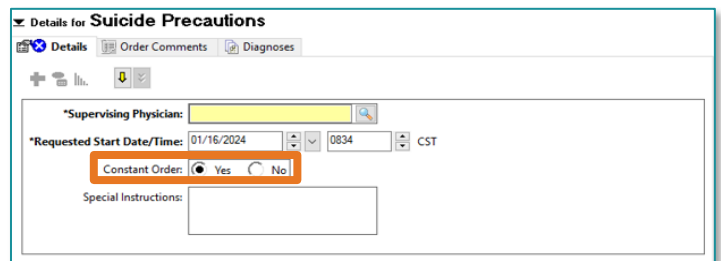 Details for Suicide Precautions
Details Order Comments Diagnoses
*Supervising Physician:
*Requested Start Date/Time: 01/16/2024 0834 CST
Constant Order: Yes No
Special Instructions: